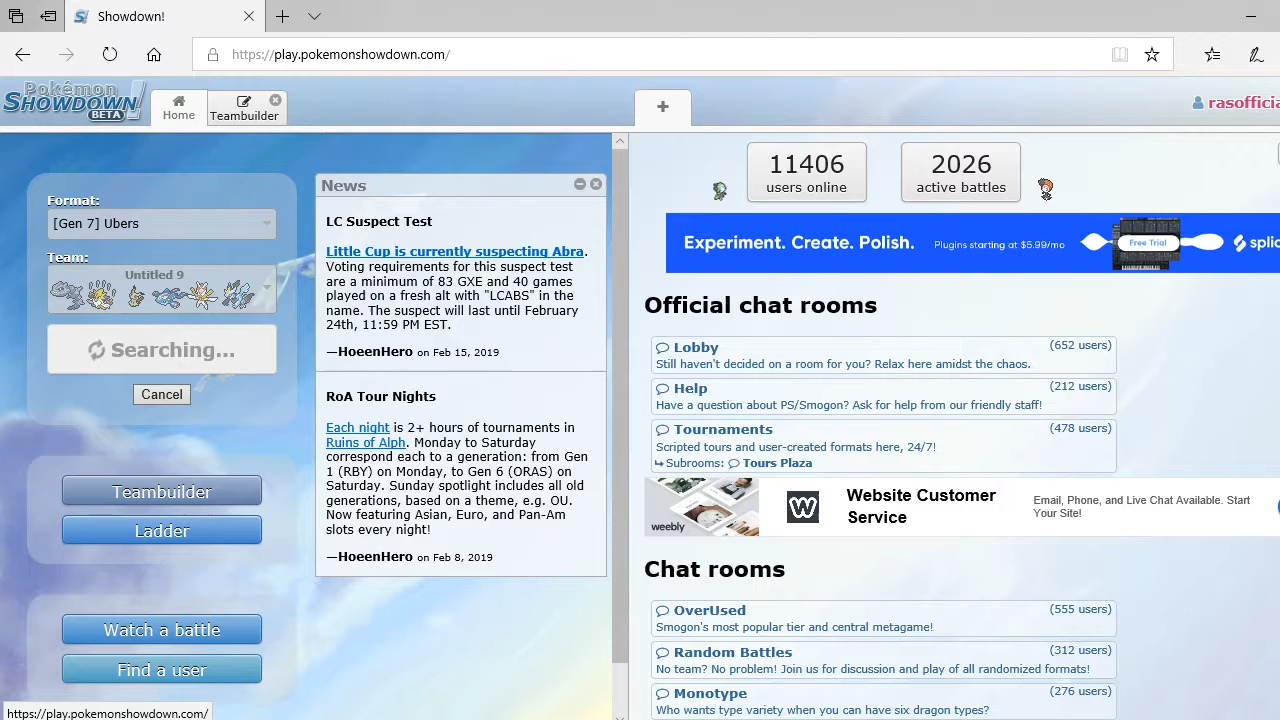 Showdown!
https://play.pokemonshowdown.com/
Pokémon
SHOWDOWN!
BETA
Home
Teambuilder
+
rasofficia
Format:
[Gen 7] Ubers
Team:
Untitled 9
Searching...
Cancel
Teambuilder
Ladder
Watch a battle
Find a user
https://play.pokemonshowdown.com/
News
LC Suspect Test
Little Cup is currently suspecting Abra.
Voting requirements for this suspect test
are a minimum of 83 GXE and 40 games
played on a fresh alt with "LCABS" in the
name. The suspect will last until February
24th, 11:59 PM EST.
—HoeenHero on Feb 15, 2019
RoA Tour Nights
Each night is 2+ hours of tournaments in
Ruins of Alph. Monday to Saturday
correspond each to a generation: from Gen
1 (RBY) on Monday, to Gen 6 (ORAS) on
Saturday. Sunday spotlight includes all old
generations, based on a theme, e.g. OU.
Now featuring Asian, Euro, and Pan-Am
slots every night!
—HoeenHero on Feb 8, 2019
11406
users online
2026
active battles
Experiment. Create. Polish.
Plugins starting at $5.99/mo
Free Trial
splic
Official chat rooms
Lobby (652 users)
Still haven't decided on a room for you? Relax here amidst the chaos.
Help (212 users)
Have a question about PS/Smogon? Ask for help from our friendly staff!
Tournaments (478 users)
Scripted tours and user-created formats here, 24/7!
Subrooms: Tours Plaza
weebly
W
Website Customer
Service
Email, Phone, and Live Chat Available. Start
Your Site!
Chat rooms
OverUsed (555 users)
Smogon's most popular tier and central metagame!
Random Battles (312 users)
No team? No problem! Join us for discussion and play of all randomized formats!
Monotype (276 users)
Who wants type variety when you can have six dragon types?